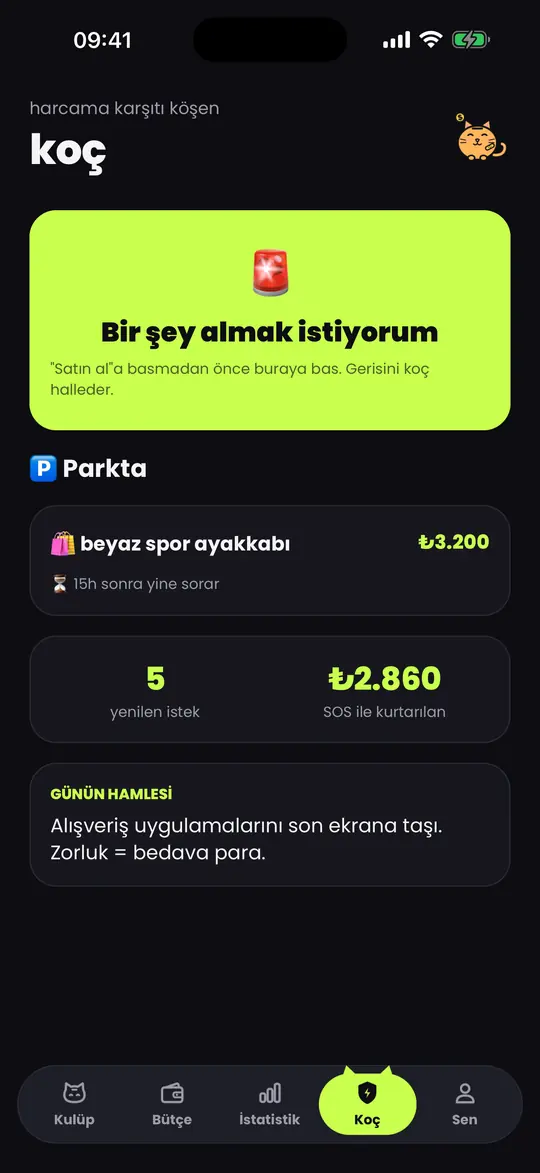 09:41
harcama karşıtı köşen
koç
Bir şey almak istiyorum
"Satın al"a basmadan önce buraya bas. Gerisini koç
halleder.
P Parkta
beyaz spor ayakkabı ₺3.200
15h sonra yine sorar
5 ₺2.860
yenilen istek SOS ile kurtarılan
GÜNÜN HAMLESİ
Alışveriş uygulamalarını son ekrana taşı.
Zorluk = bedava para.
Kulüp Bütçe İstatistik Koç Sen